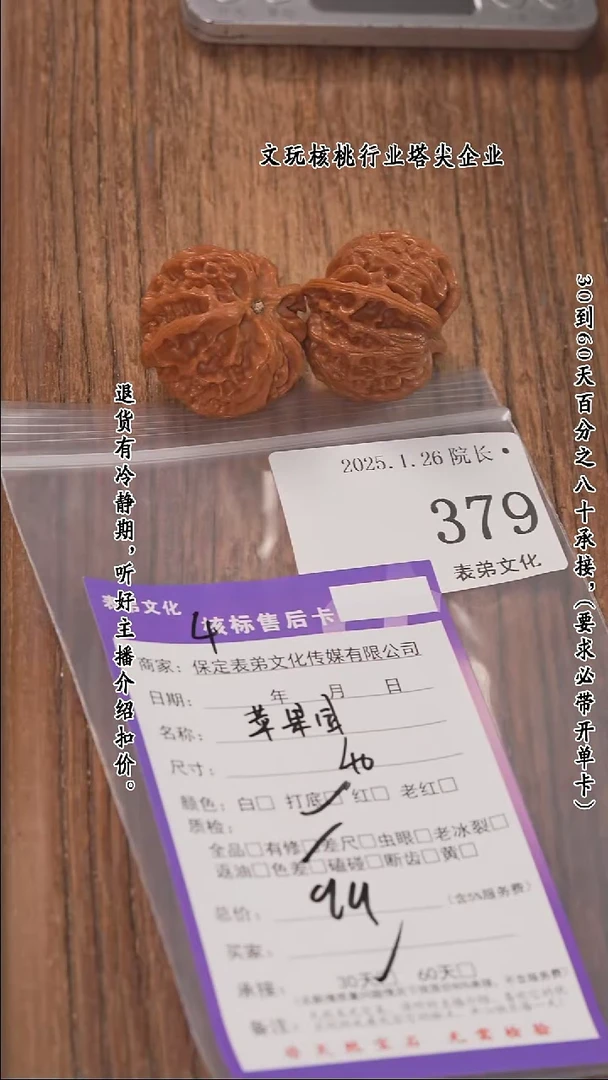 文玩核桃行业塔尖企业
30到60天百分之八十承接，（要求必带开单卡）
退货有冷静期，听好主播介绍扣价。
2025.1.26 院长·
379
表弟文化
表弟文化
4
核标售后卡
商家：保定表弟文化传媒有限公司
日期： 年 月 日
名称：苹果园
尺寸：40
颜色：白□ 打底□ 红□ 老红□
质检：
全品□有修□差尺□虫眼□老冰裂□
返油□色差□磕碰□断齿□黄□
总价：94（含5%服务费）
买家：
承接：30天□ 60天□
备注：